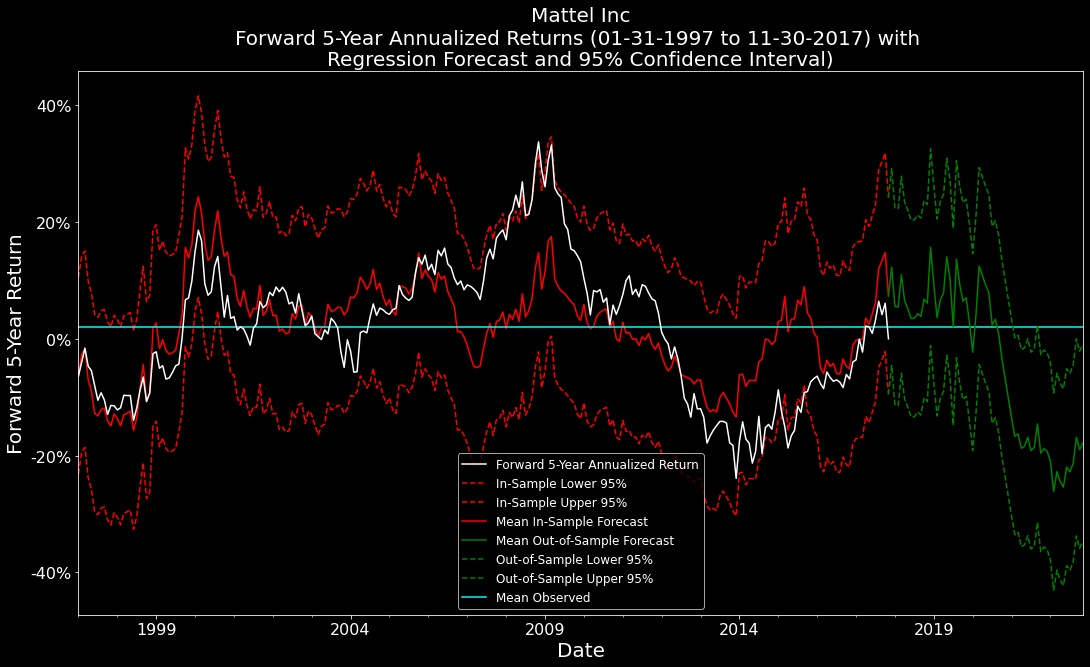 Mattel Inc
Forward 5-Year Annualized Returns (01-31-1997 to 11-30-2017) with
Regression Forecast and 95% Confidence Interval)
Forward 5-Year Return
40%
20%
0%
-20%
-40%
Forward 5-Year Annualized Return
In-Sample Lower 95%
In-Sample Upper 95%
Mean In-Sample Forecast
Mean Out-of-Sample Forecast
Out-of-Sample Lower 95%
Out-of-Sample Upper 95%
Mean Observed
1999 2004 2009 2014 2019
Date